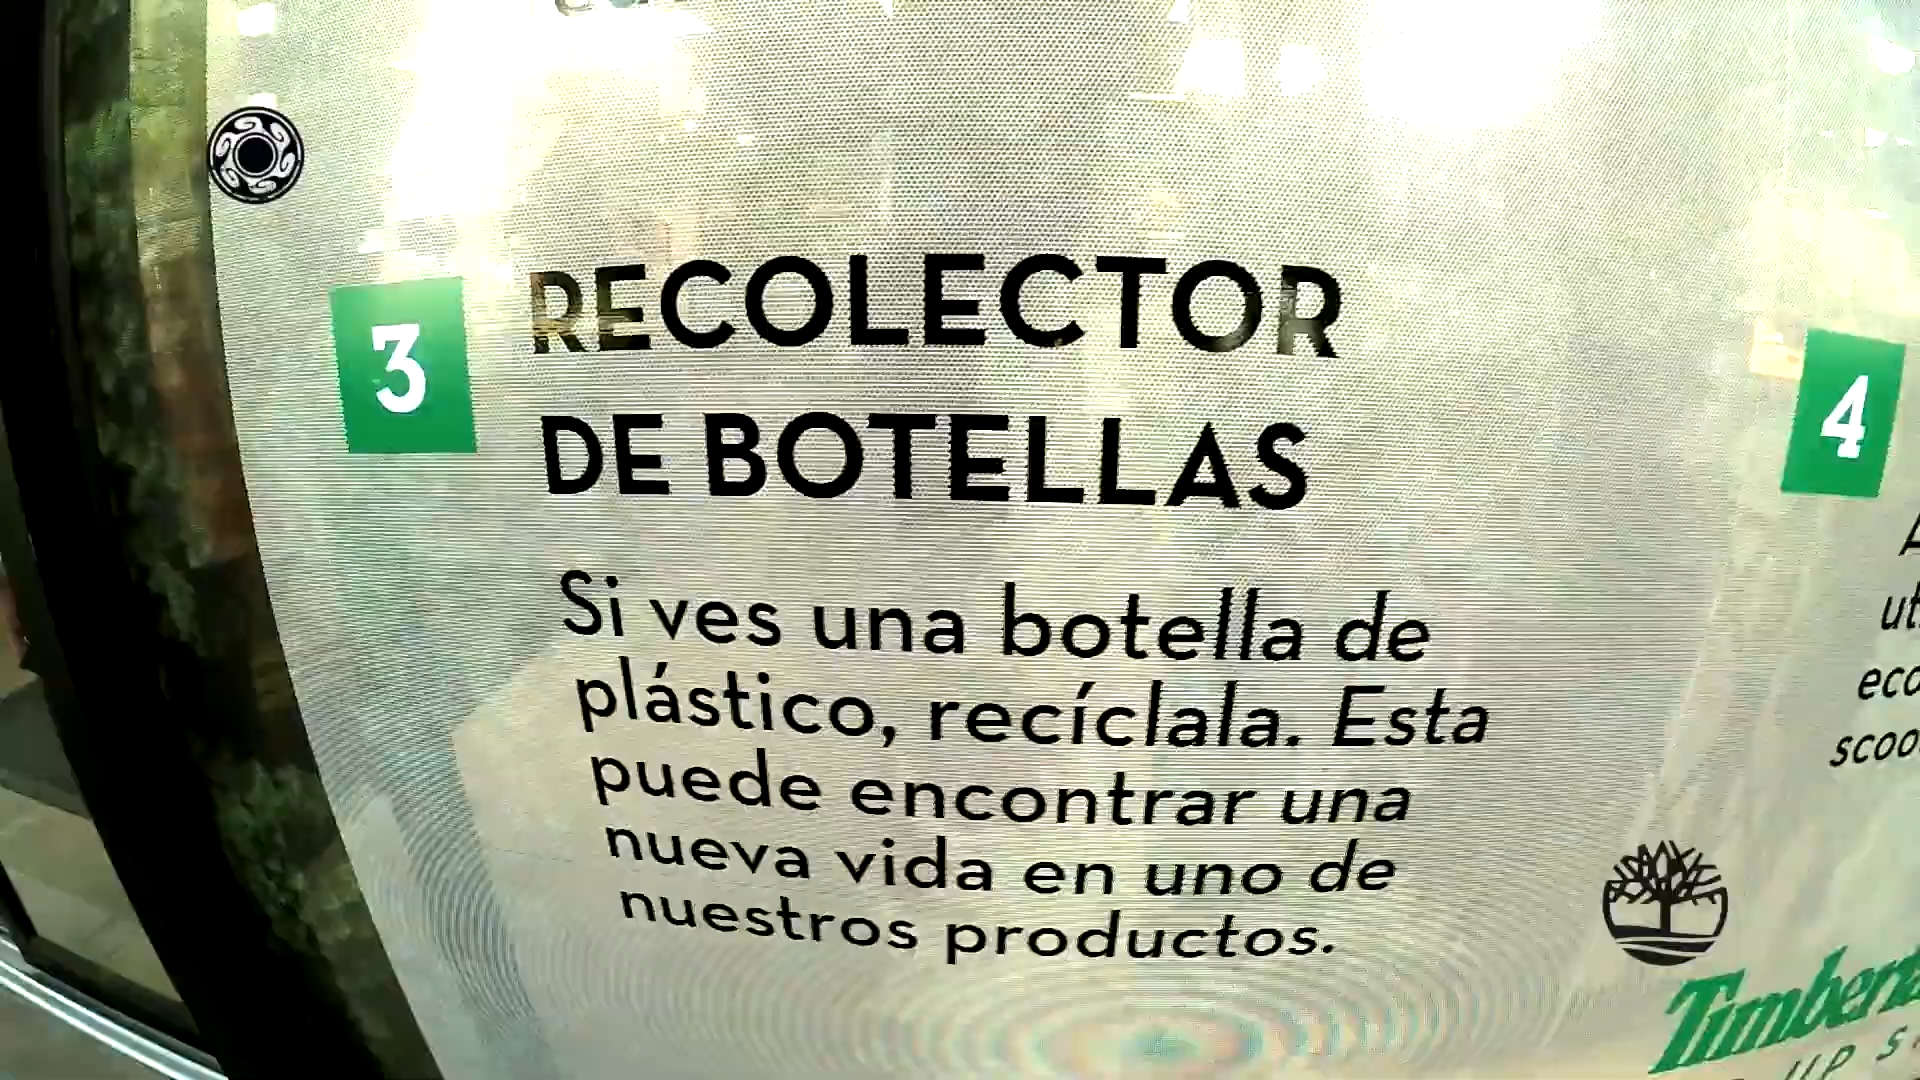 3
RECOLECTOR
DE BOTELLAS
Si ves una botella de
plástico, recíclala. Esta
puede encontrar una
nueva vida en uno de
nuestros productos.
4